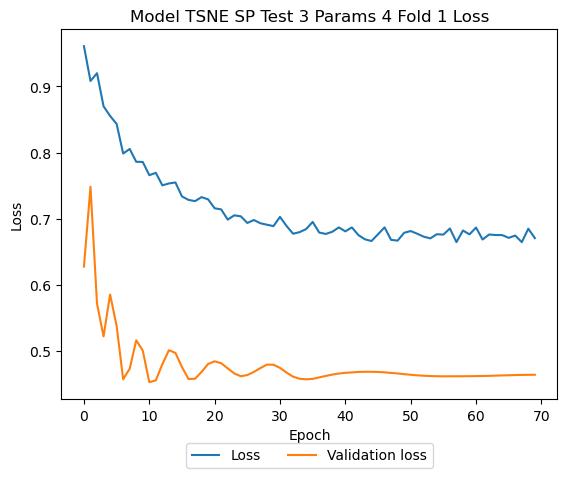 Model TSNE SP Test 3 Params 4 Fold 1 Loss
Loss
0.9
0.8
0.7
0.6
0.5
0 10 20 30 40 50 60 70
Epoch
Loss Validation loss